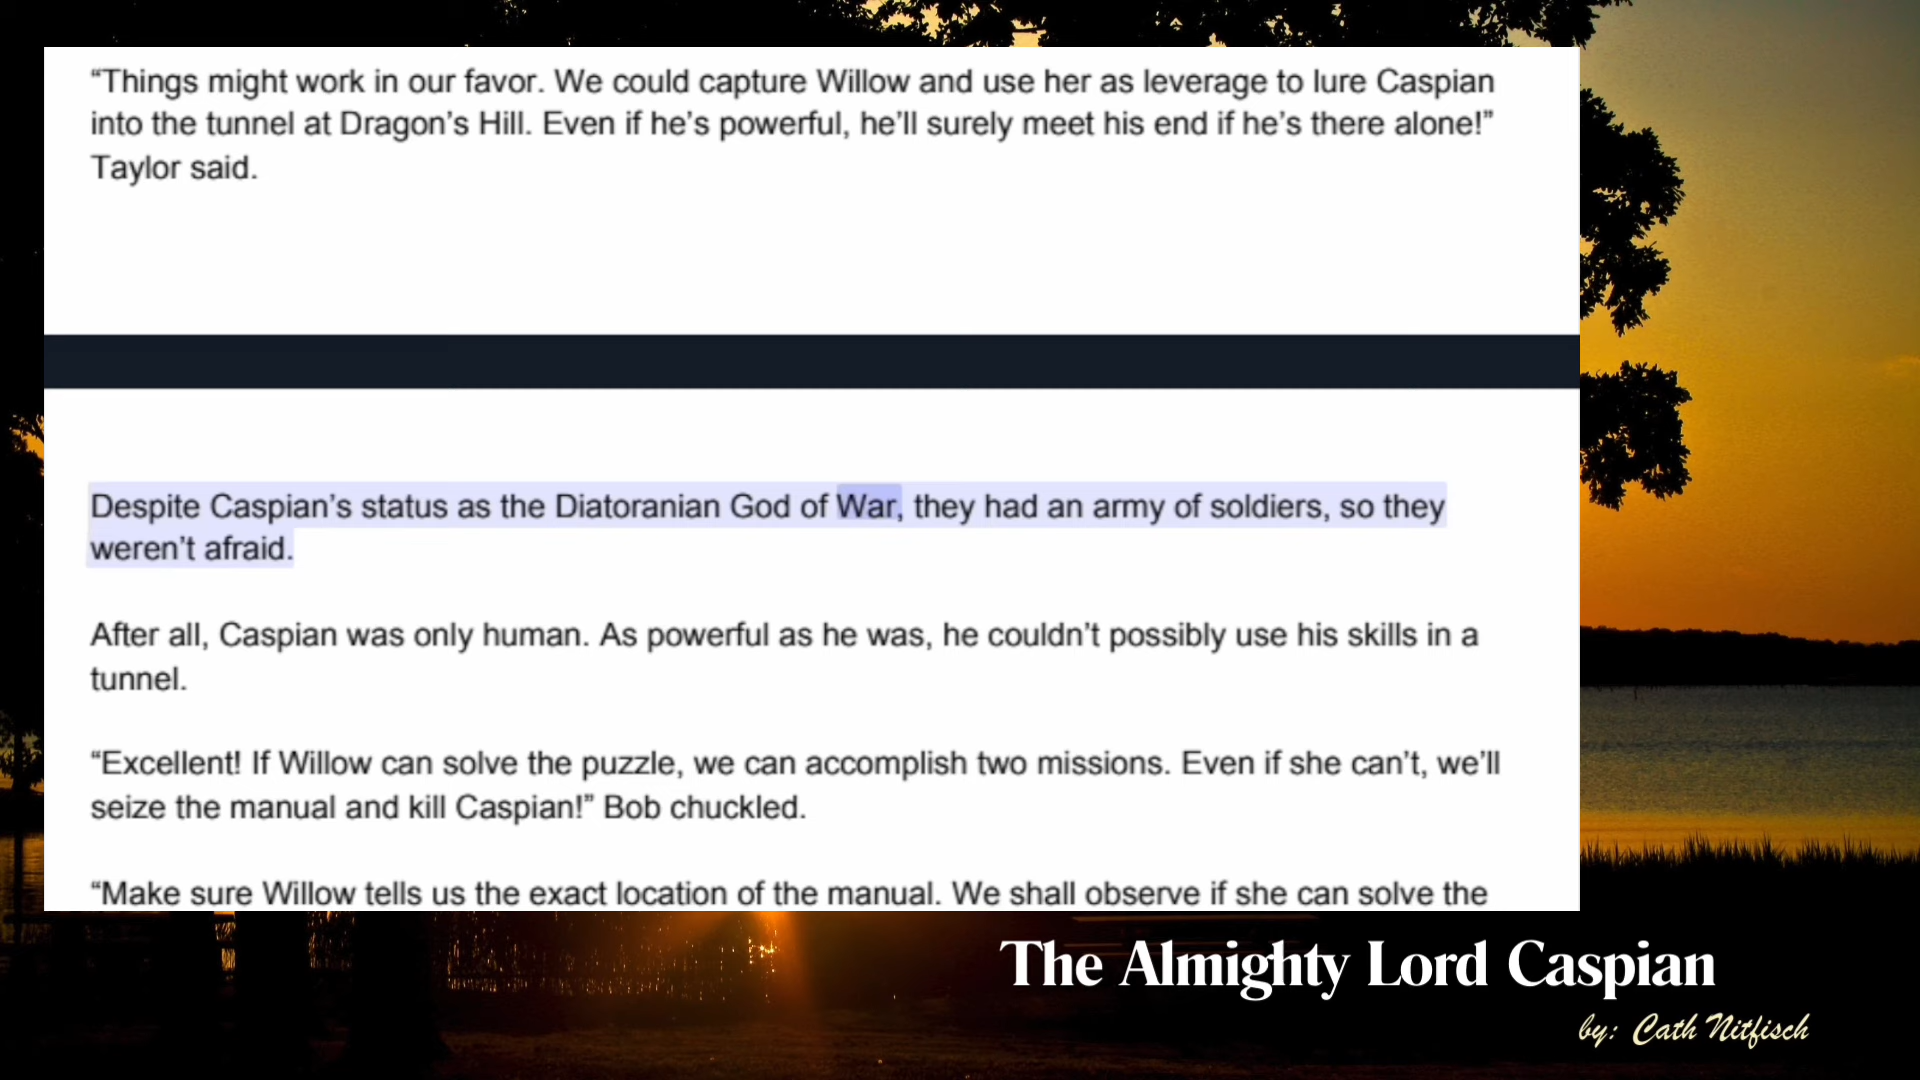 “Things might work in our favor. We could capture Willow and use her as leverage to lure Caspian
into the tunnel at Dragon’s Hill. Even if he’s powerful, he’ll surely meet his end if he’s there alone!”
Taylor said.
Despite Caspian’s status as the Diatoranian God of War, they had an army of soldiers, so they
weren’t afraid.
After all, Caspian was only human. As powerful as he was, he couldn’t possibly use his skills in a
tunnel.
“Excellent! If Willow can solve the puzzle, we can accomplish two missions. Even if she can’t, we’ll
seize the manual and kill Caspian!” Bob chuckled.
“Make sure Willow tells us the exact location of the manual. We shall observe if she can solve the
The Almighty Lord Caspian
by: Cath Nitfisch